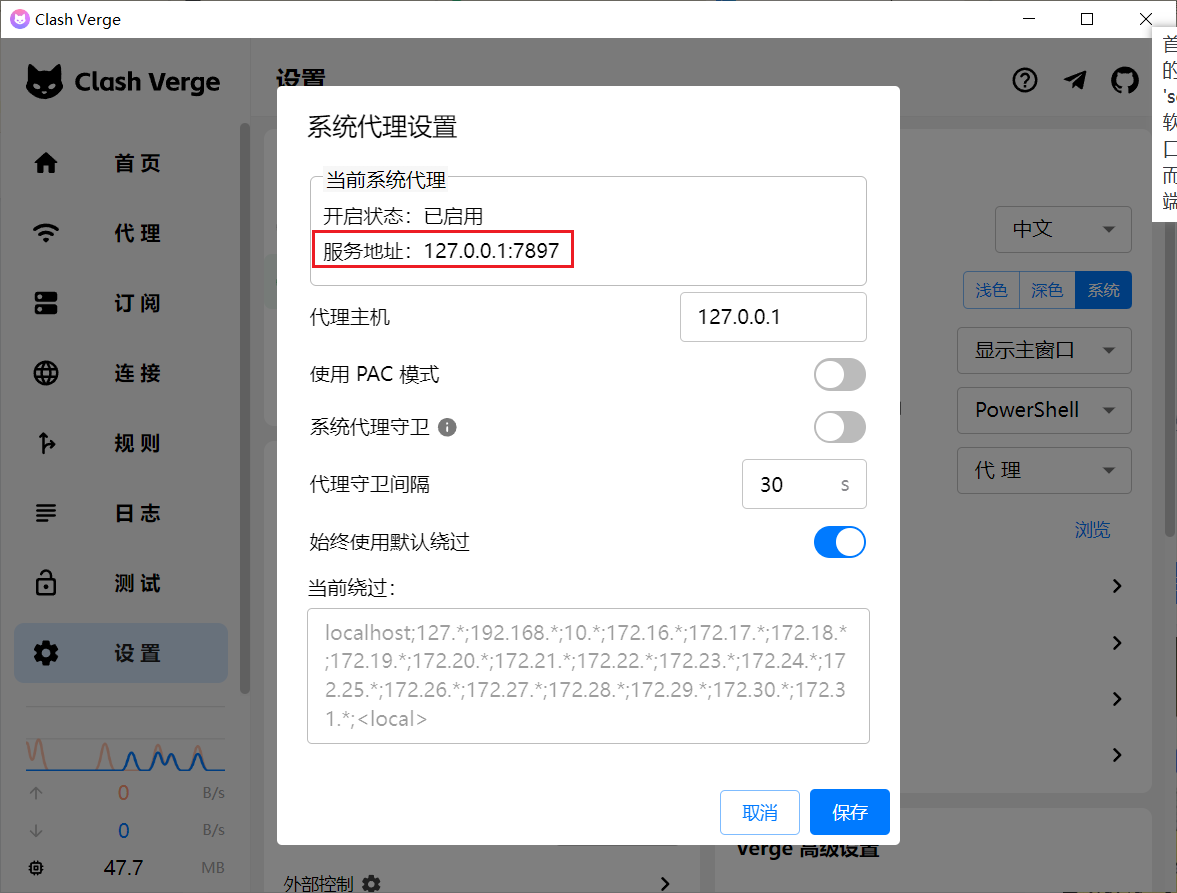 Clash Verge
Clash Verge
首 页
代 理
订 阅
连 接
规 则
日 志
测 试
设 置
0 B/s
0 B/s
47.7 MB
设置
系统代理设置
当前系统代理
开启状态：已启用
服务地址：127.0.0.1:7897
代理主机
127.0.0.1
使用 PAC 模式
系统代理守卫
代理守卫间隔
30 s
始终使用默认绕过
当前绕过：
localhost;127.*;192.168.*;10.*;172.16.*;172.17.*;172.18.*
;172.19.*;172.20.*;172.21.*;172.22.*;172.23.*;172.24.*;17
2.25.*;172.26.*;172.27.*;172.28.*;172.29.*;172.30.*;172.3
1.*;<local>
取消
保存
中文
浅色
深色
系统
显示主窗口
PowerShell
代 理
浏览
Verge 高级设置
外部控制
首
的
's
软
口
而
端